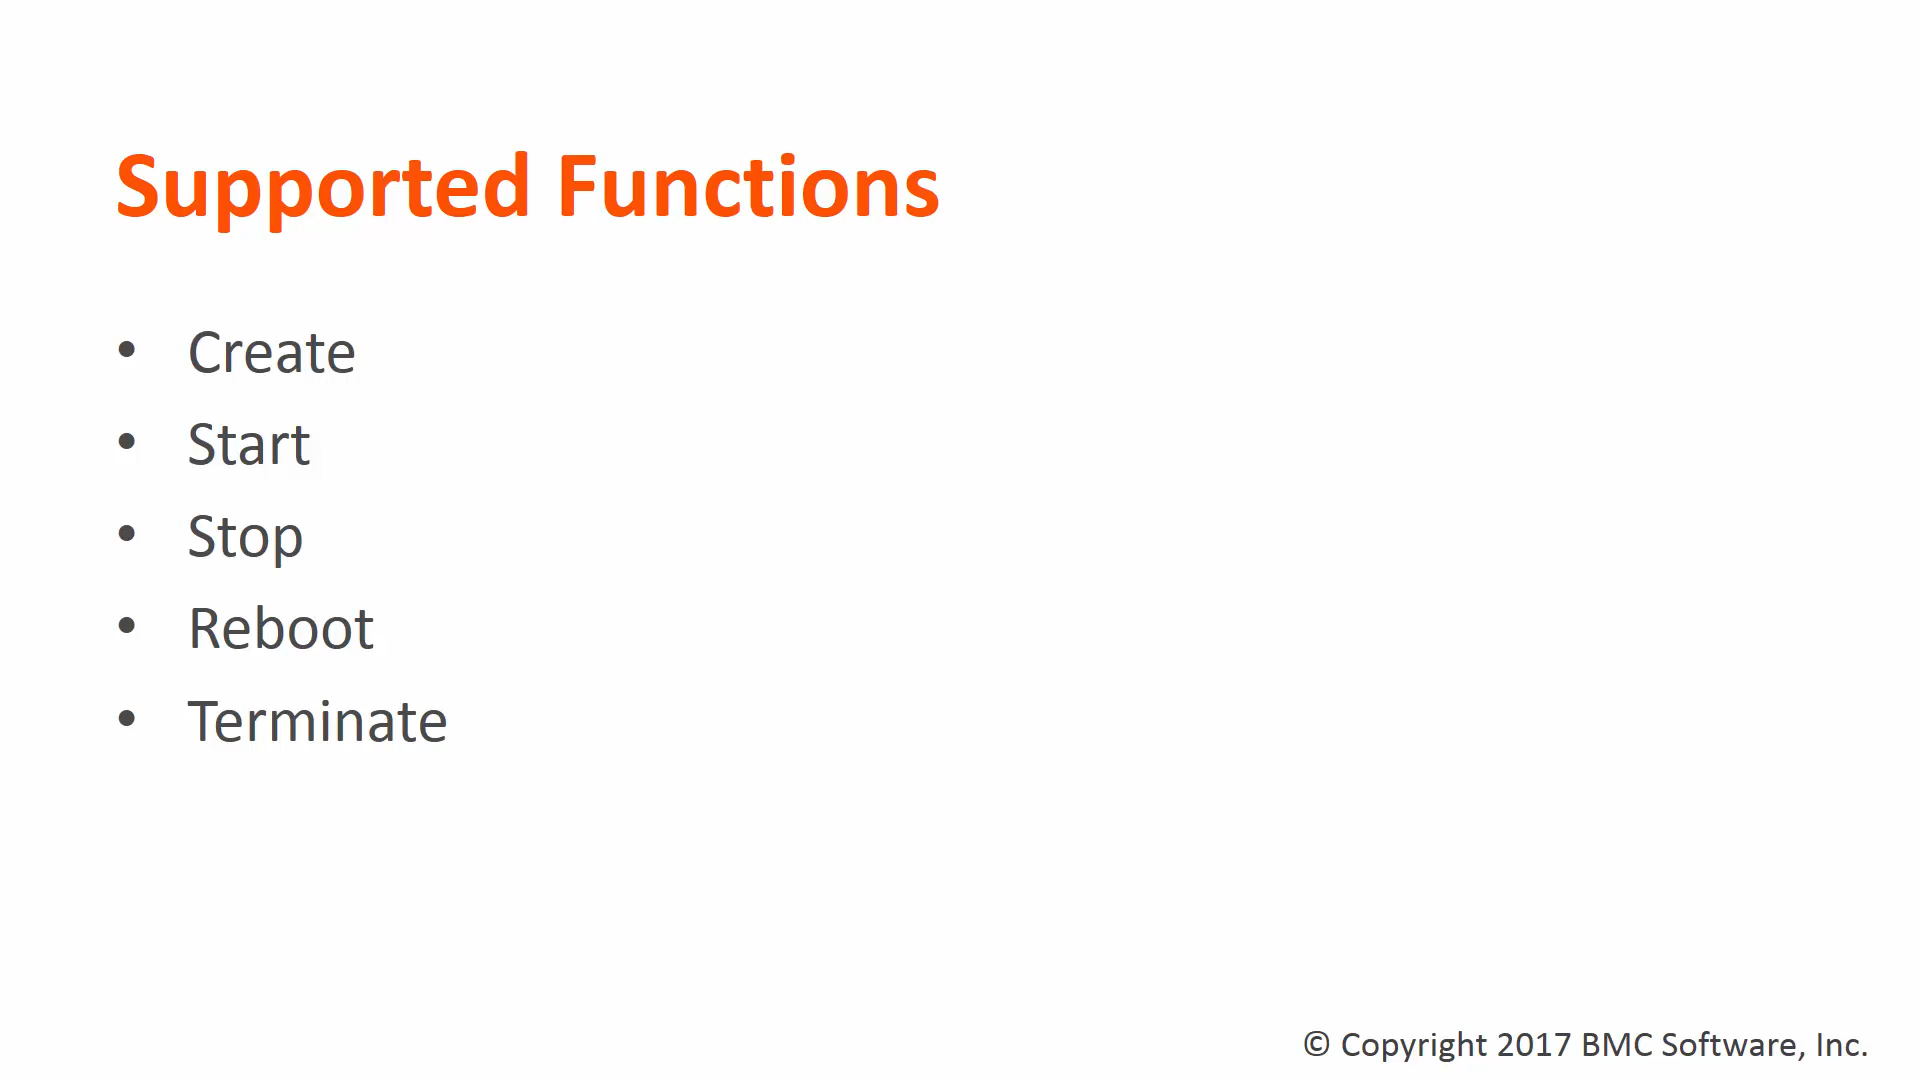 Supported Functions
• Create
• Start
• Stop
• Reboot
• Terminate
© Copyright 2017 BMC Software, Inc.